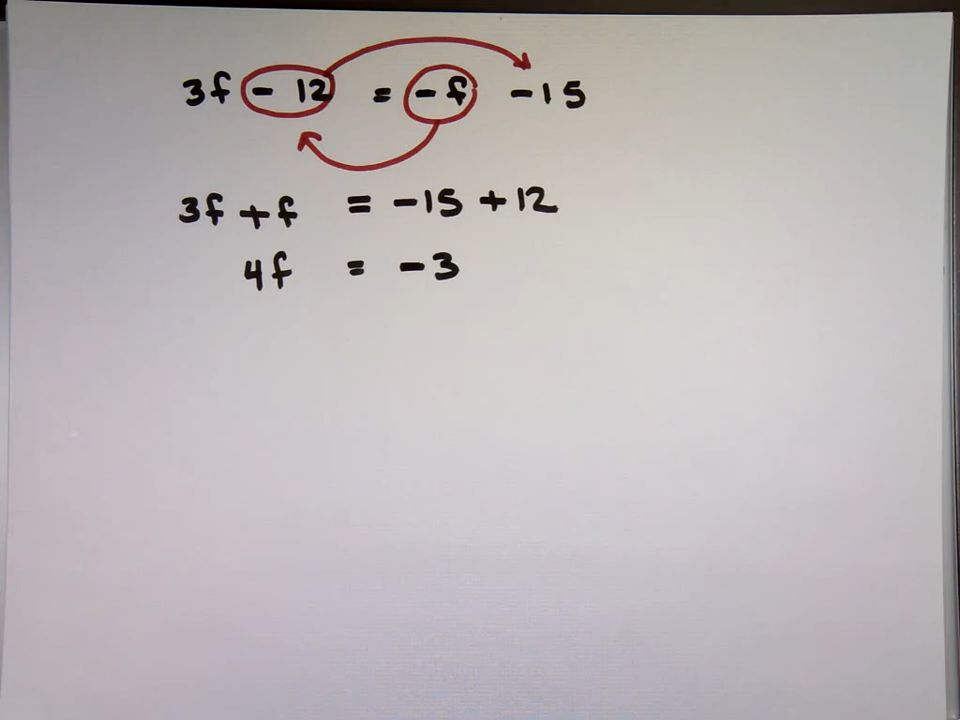 3f - 12 = -f -15
3f + f = -15 + 12
4f = -3